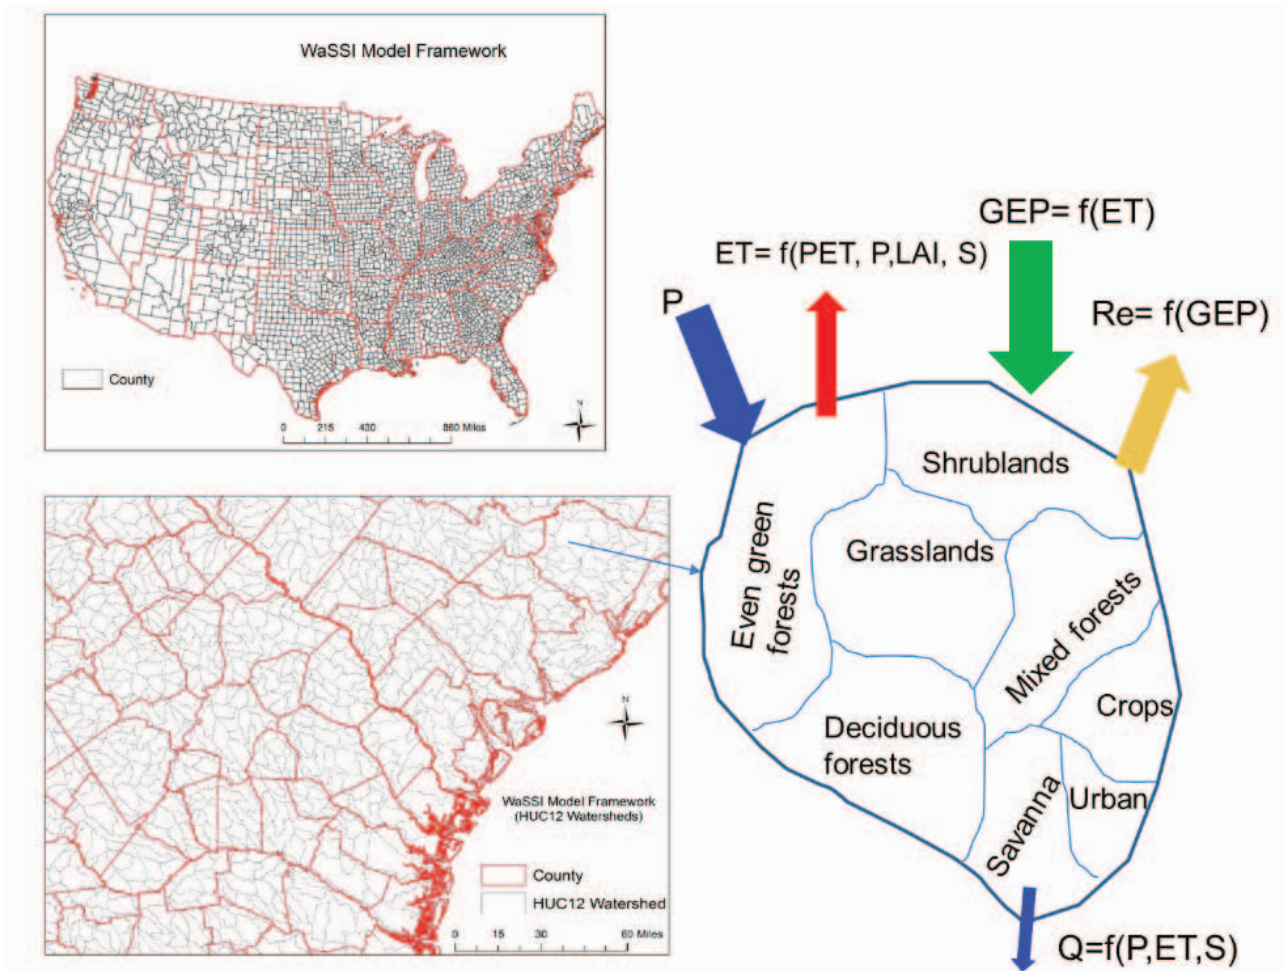 WaSSI Model Framework
County
N
0 215 430 860 Miles
N
WaSSI Model Framework
(HUC12 Watersheds)
County
HUC12 Watershed
0 15 30 60 Miles
GEP= f(ET)
ET= f(PET, P,LAI, S)
P
Re= f(GEP)
Shrublands
Grasslands
Even green
forests
Mixed forests
Crops
Deciduous
forests
Savanna
Urban
Q=f(P,ET,S)